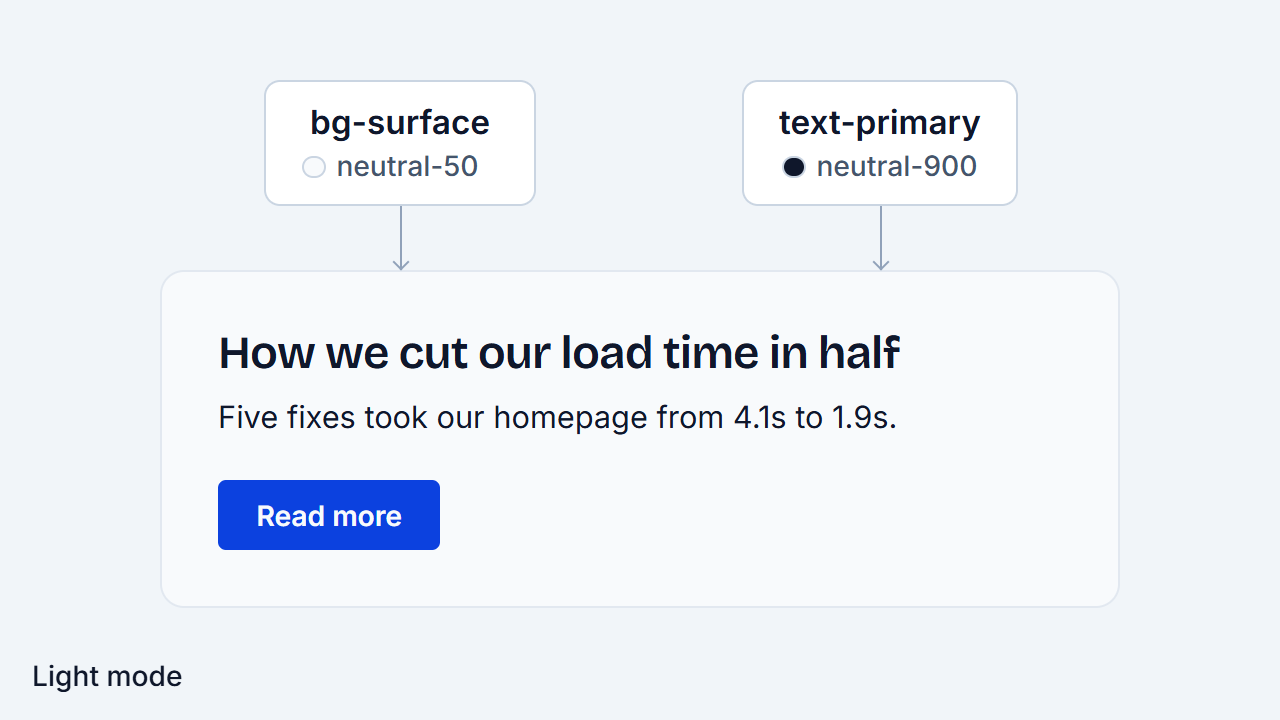 bg-surface
neutral-50
text-primary
neutral-900
How we cut our load time in half
Five fixes took our homepage from 4.1s to 1.9s.
Read more
Light mode